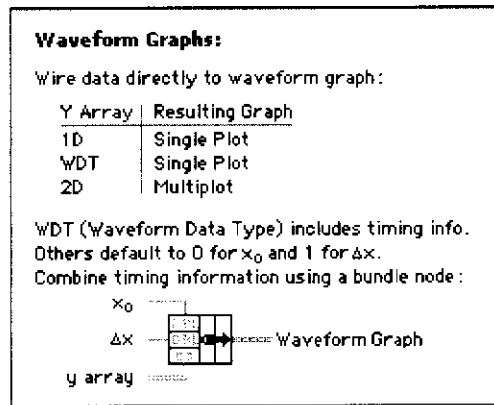 Waveform Graphs:
Wire data directly to waveform graph:
Y Array Resulting Graph
1D Single Plot
WDT Single Plot
2D Multiplot
WDT (Waveform Data Type) includes timing info.
Others default to 0 for x₀ and 1 for Δx.
Combine timing information using a bundle node:
x₀
Δx
Waveform Graph
y array